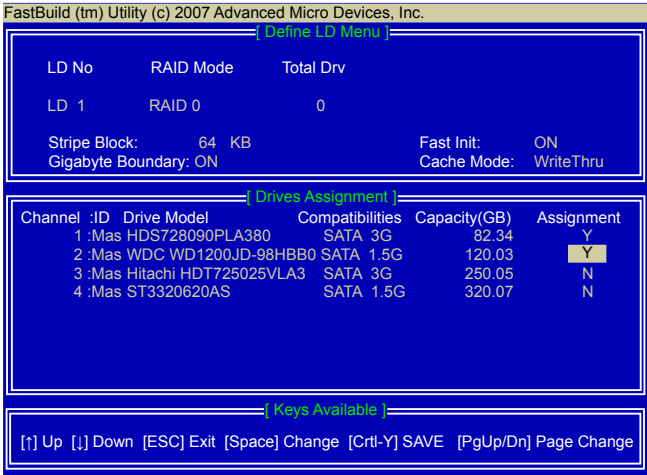 FastBuild (tm) Utility (c) 2007 Advanced Micro Devices, Inc.
[ Define LD Menu ]
LD No RAID Mode Total Drv
LD 1 RAID 0 0
Stripe Block: 64 KB Fast Init: ON
Gigabyte Boundary: ON Cache Mode: WriteThru
[ Drives Assignment ]
Channel :ID Drive Model Compatibilities Capacity(GB) Assignment
1 :Mas HDS728090PLA380 SATA 3G 82.34 Y
2 :Mas WDC WD1200JD-98HBB0 SATA 1.5G 120.03 Y
3 :Mas Hitachi HDT725025VLA3 SATA 3G 250.05 N
4 :Mas ST3320620AS SATA 1.5G 320.07 N
[ Keys Available ]
[↑] Up [↓] Down [ESC] Exit [Space] Change [Crtl-Y] SAVE [PgUp/Dn] Page Change